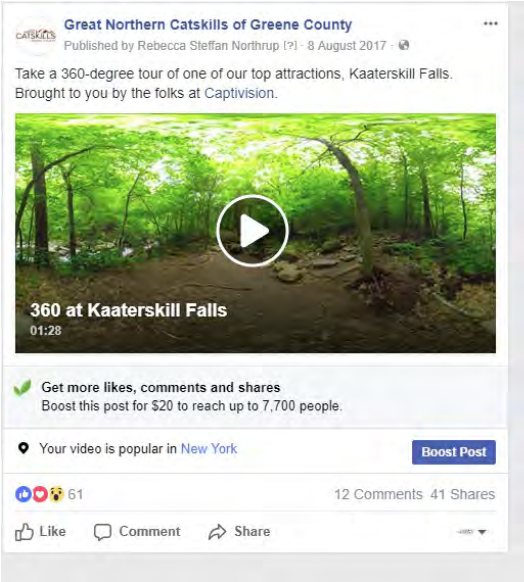 CATSKILLS
Great Northern Catskills of Greene County
Published by Rebecca Steffan Northrup [?] · 8 August 2017 ·
Take a 360-degree tour of one of our top attractions, Kaaterskill Falls.
Brought to you by the folks at Captivision.
360 at Kaaterskill Falls
01:28
Get more likes, comments and shares
Boost this post for $20 to reach up to 7,700 people.
Your video is popular in New York
Boost Post
61
12 Comments 41 Shares
Like Comment Share